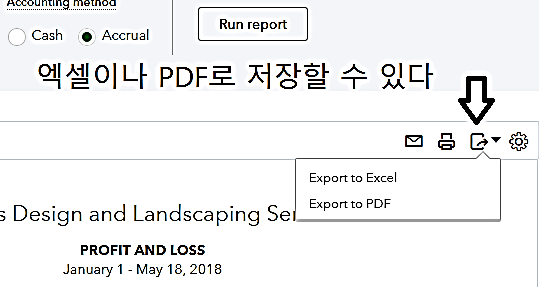 Accounting method
Cash
Accrual
Run report
엑셀이나 PDF로 저장할 수 있다
Export to Excel
Export to PDF
s Design and Landscaping Ser
PROFIT AND LOSS
January 1 - May 18, 2018